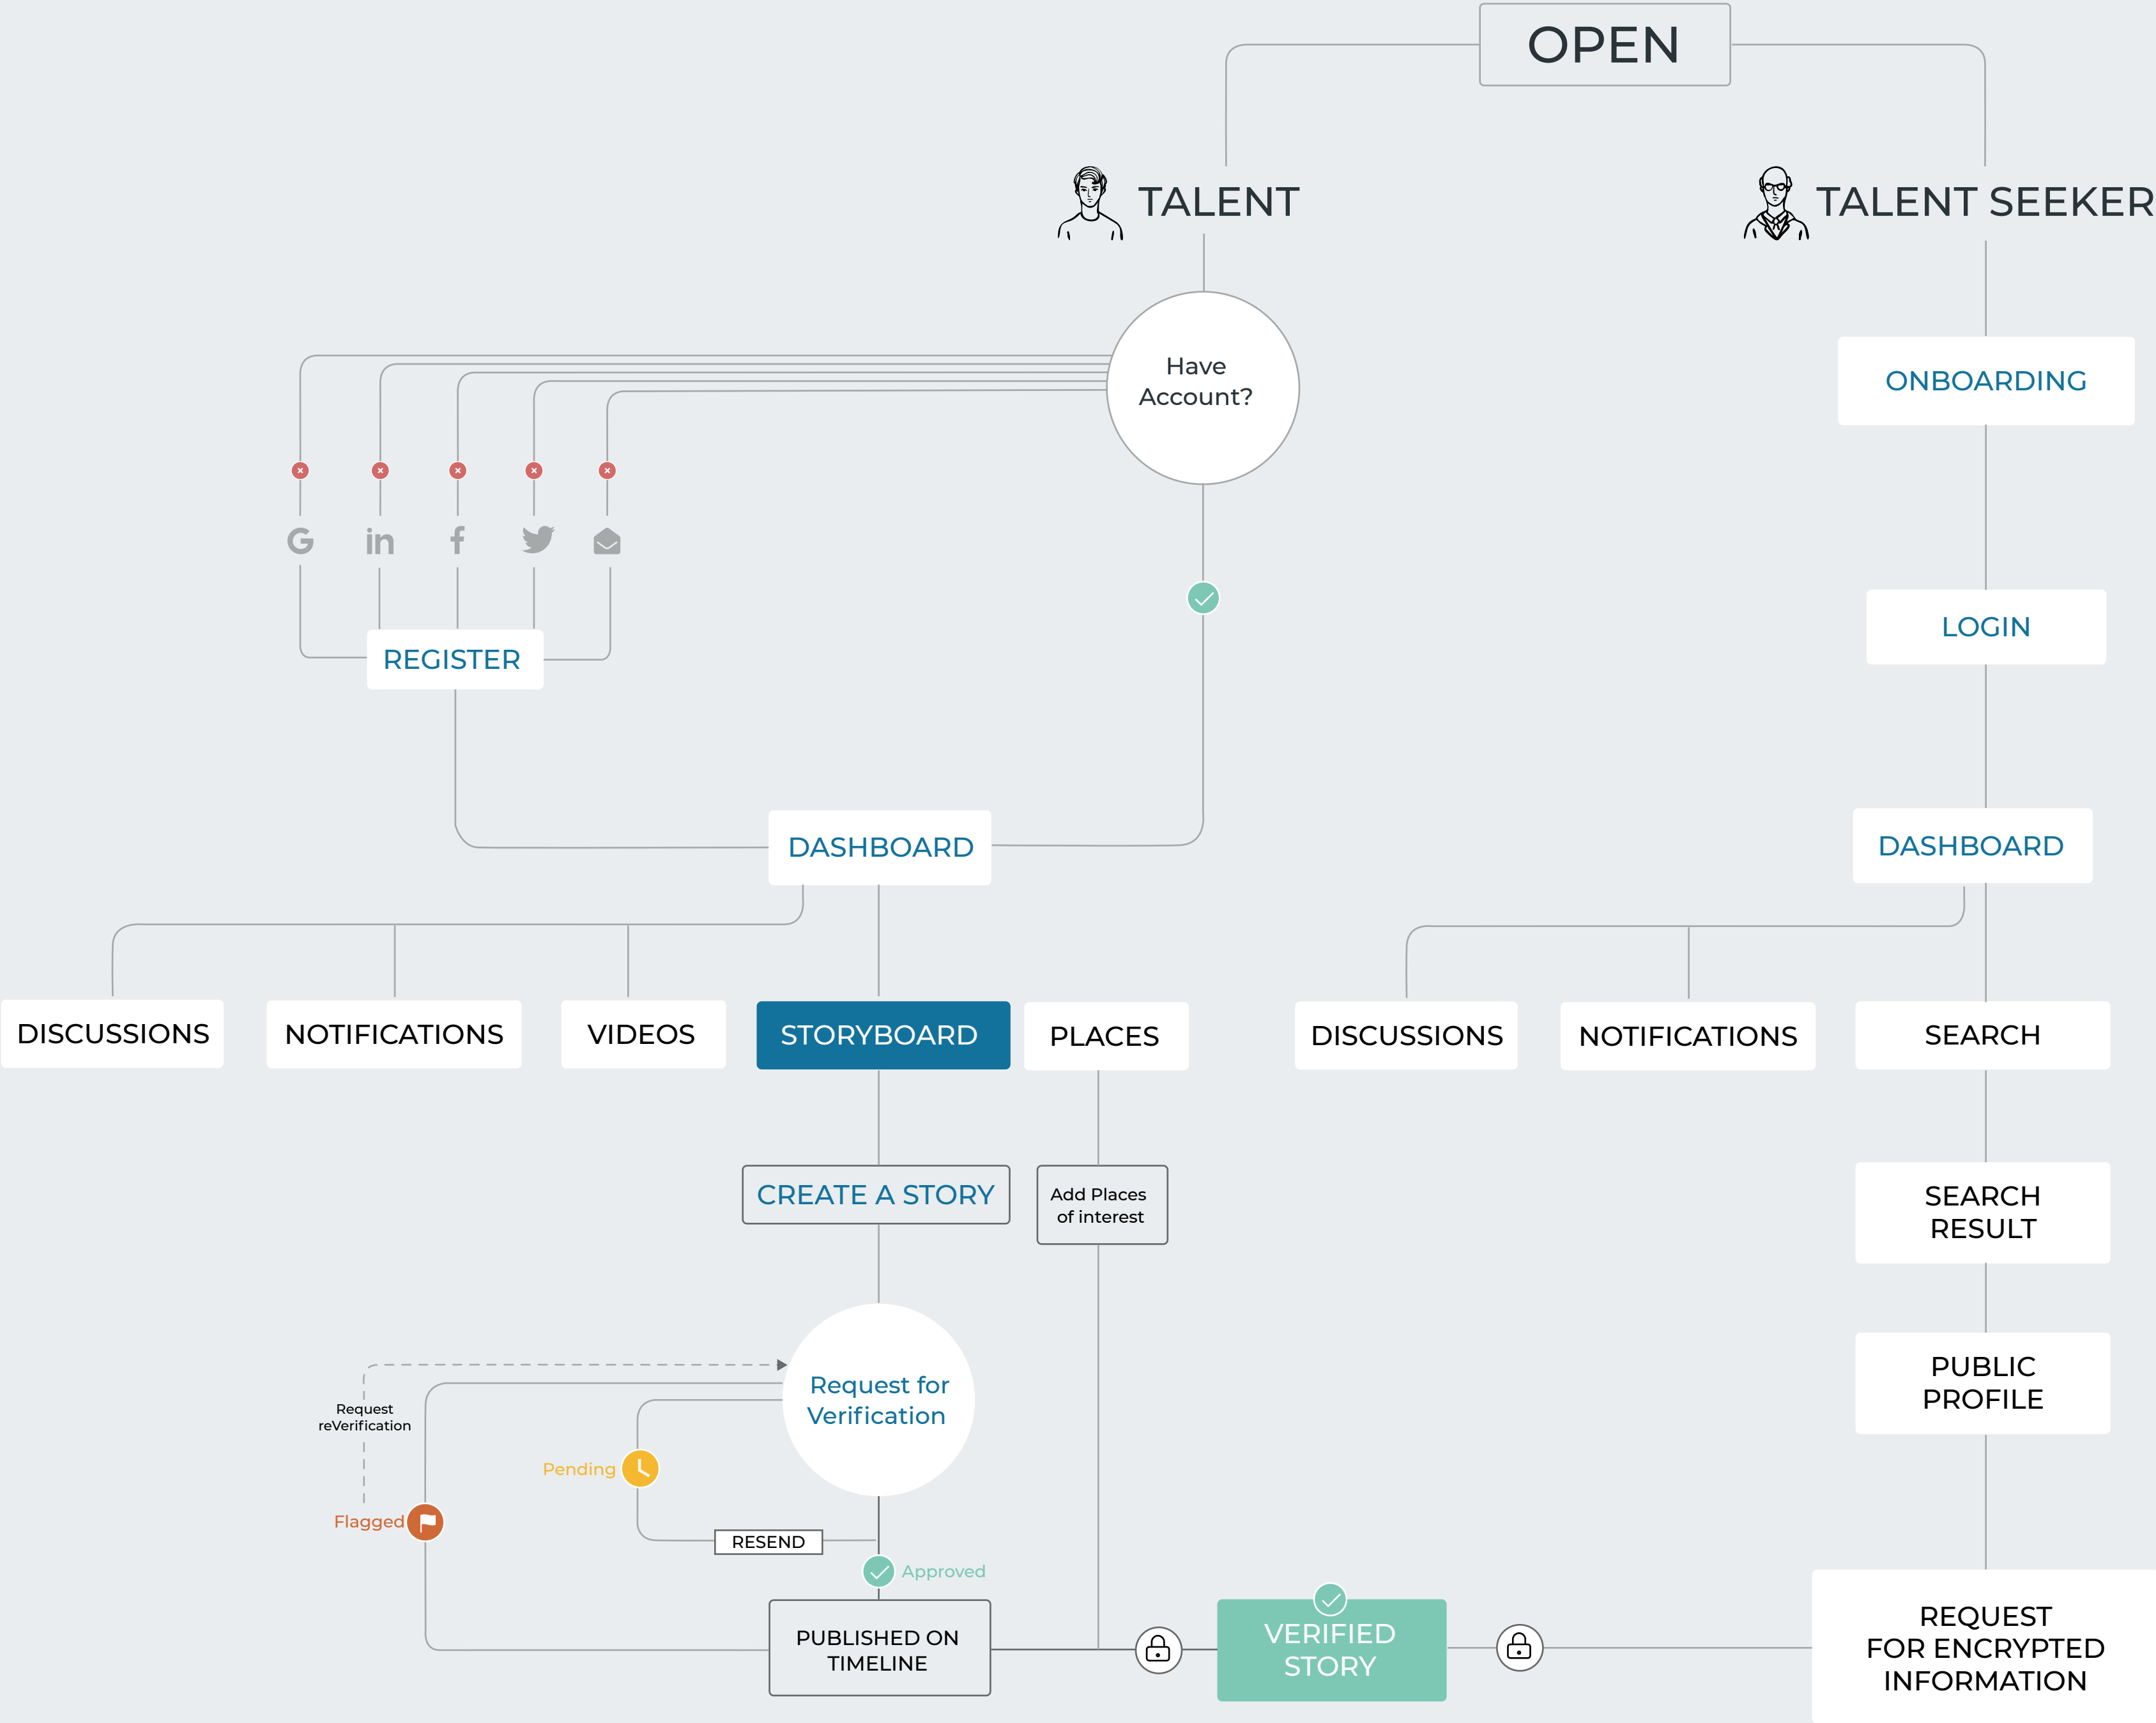 OPEN
TALENT
TALENT SEEKER
Have
Account?
ONBOARDING
LOGIN
REGISTER
DASHBOARD
DASHBOARD
DISCUSSIONS
NOTIFICATIONS
VIDEOS
STORYBOARD
PLACES
DISCUSSIONS
NOTIFICATIONS
SEARCH
CREATE A STORY
Add Places
of interest
SEARCH
RESULT
Request for
Verification
PUBLIC
PROFILE
Request
reVerification
Pending
Flagged
RESEND
Approved
PUBLISHED ON
TIMELINE
VERIFIED
STORY
REQUEST
FOR ENCRYPTED
INFORMATION